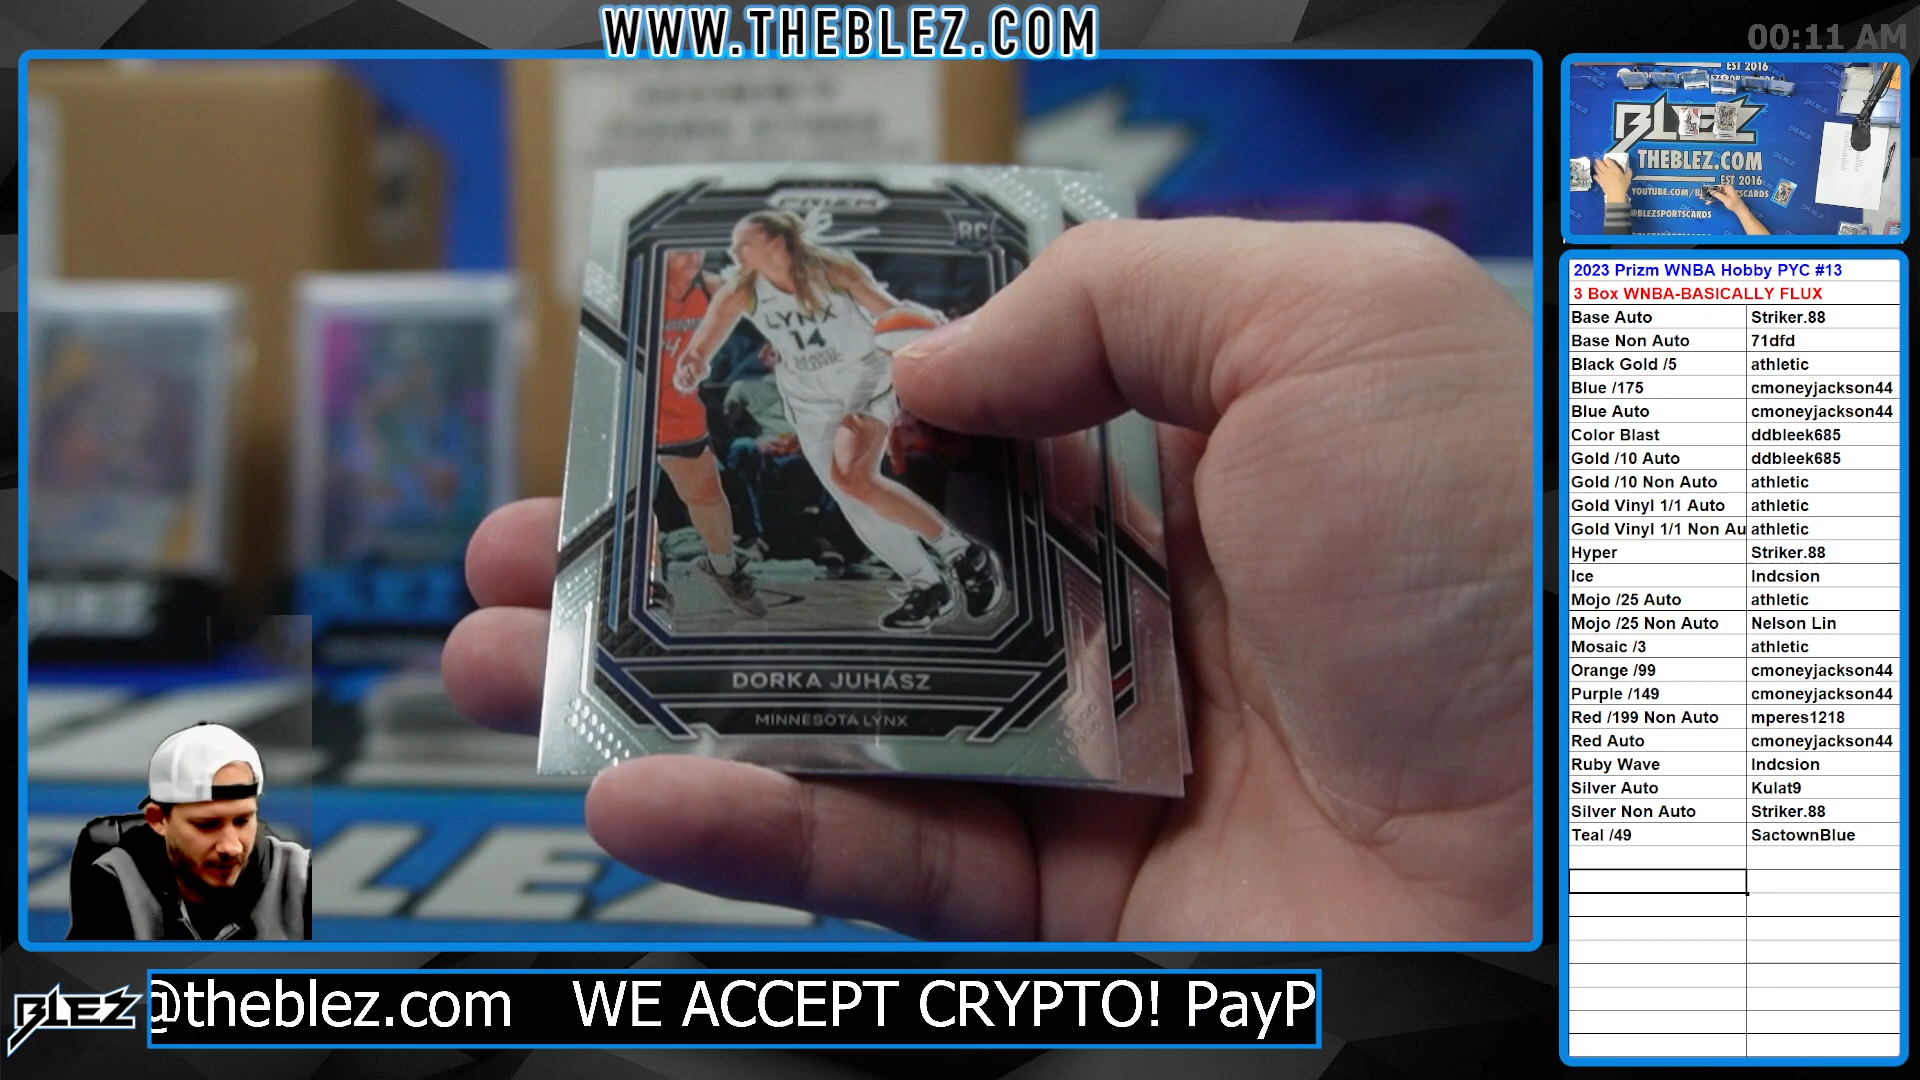 WWW.THEBLEZ.COM
00:11 AM
PRIZM
RC
LYNX
14
MAYO
CLINIC
DORKA JUHÁSZ
MINNESOTA LYNX
EST 2016
BLEZ
THEBLEZ.COM
EST 2016
@BLEZSPORTSCARDS
2023 Prizm WNBA Hobby PYC #13
3 Box WNBA-BASICALLY FLUX
Base Auto Striker.88
Base Non Auto 71dfd
Black Gold /5 athletic
Blue /175 cmoneyjackson44
Blue Auto cmoneyjackson44
Color Blast ddbleek685
Gold /10 Auto ddbleek685
Gold /10 Non Auto athletic
Gold Vinyl 1/1 Auto athletic
Gold Vinyl 1/1 Non Au athletic
Hyper Striker.88
Ice Indcsion
Mojo /25 Auto athletic
Mojo /25 Non Auto Nelson Lin
Mosaic /3 athletic
Orange /99 cmoneyjackson44
Purple /149 cmoneyjackson44
Red /199 Non Auto mperes1218
Red Auto cmoneyjackson44
Ruby Wave Indcsion
Silver Auto Kulat9
Silver Non Auto Striker.88
Teal /49 SactownBlue
BLEZ
@theblez.com WE ACCEPT CRYPTO! PayP